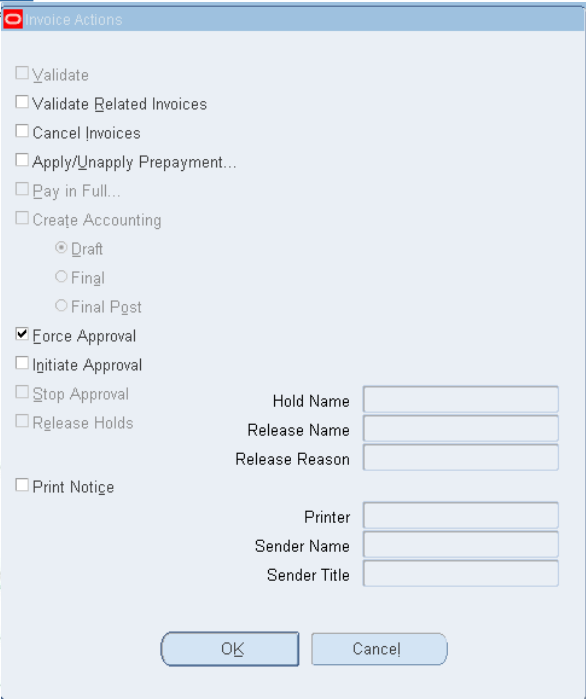 Invoice Actions
Validate
Validate Related Invoices
Cancel Invoices
Apply/Unapply Prepayment...
Pay in Full...
Create Accounting
Draft
Final
Final Post
Force Approval
Initiate Approval
Stop Approval
Hold Name
Release Holds
Release Name
Release Reason
Print Notice
Printer
Sender Name
Sender Title
OK
Cancel